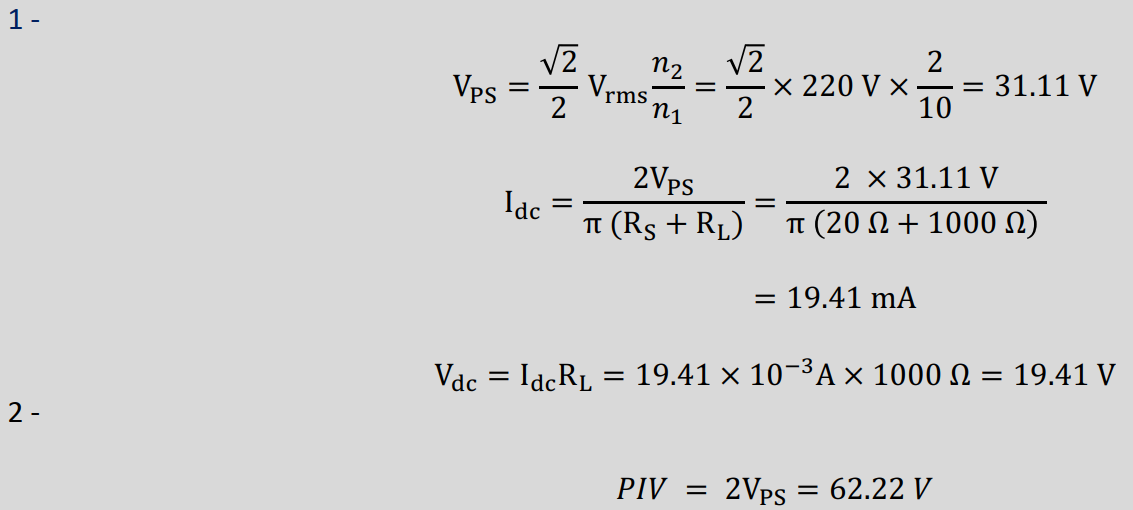 1 -
V_PS = √2/2 V_rms n₂/n₁ = √2/2 × 220 V × 2/10 = 31.11 V
I_dc = 2V_PS / π (R_S + R_L) = 2 × 31.11 V / π (20 Ω + 1000 Ω)
= 19.41 mA
V_dc = I_dc R_L = 19.41 × 10⁻³ A × 1000 Ω = 19.41 V
2 -
PIV = 2V_PS = 62.22 V